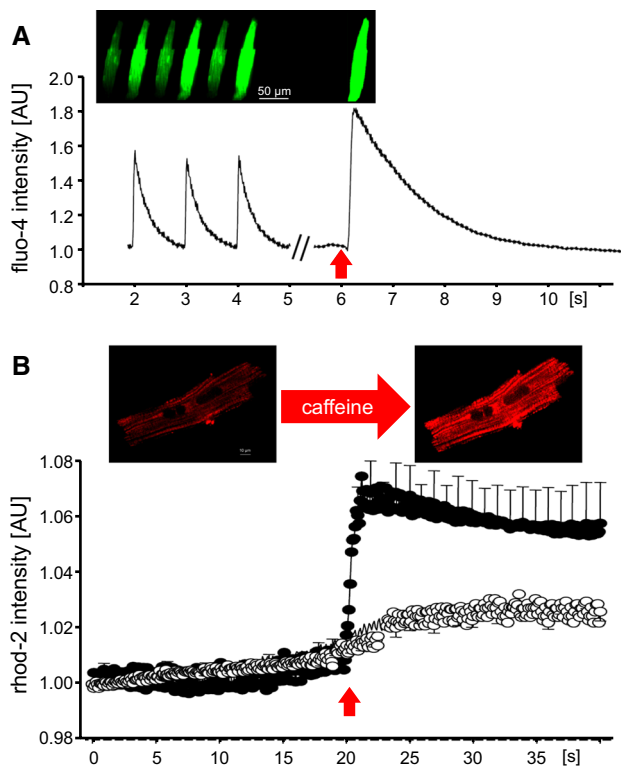 A
50 µm
fluo-4 intensity [AU]
2.0
1.8
1.6
1.4
1.2
1.0
0.8
2 3 4 5 6 7 8 9 10 [s]
B
caffeine
rhod-2 intensity [AU]
1.08
1.06
1.04
1.02
1.00
0.98
0 5 10 15 20 25 30 35 [s]